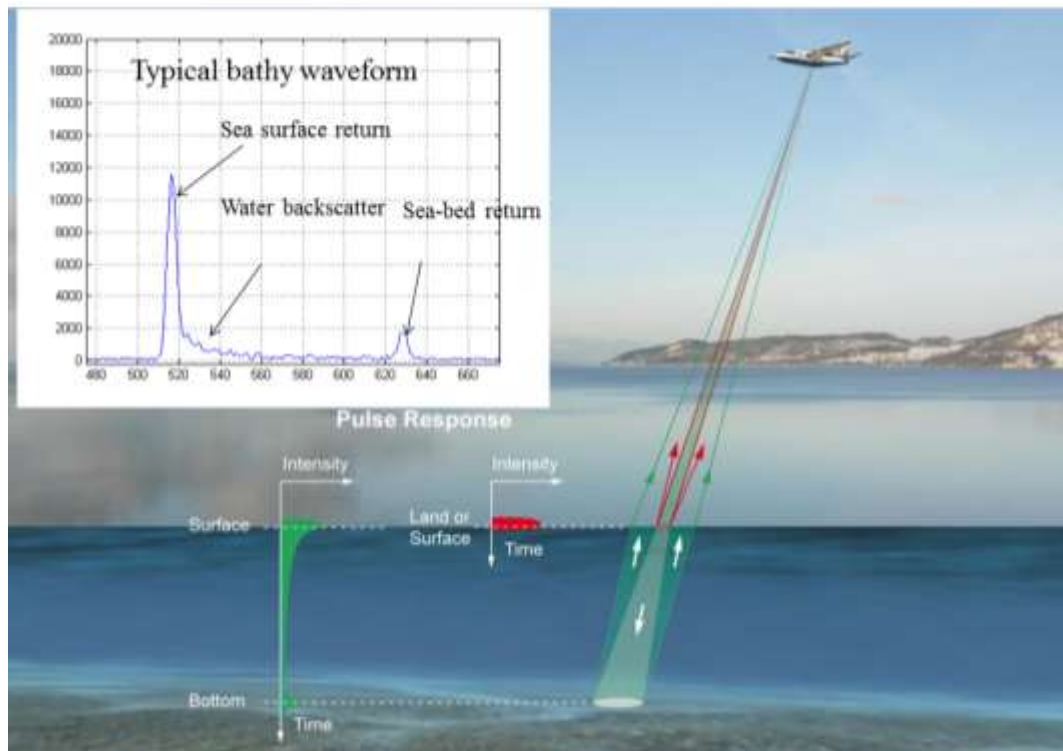 20000
18000
16000
14000
12000
10000
8000
6000
4000
2000
0
480 500 520 540 560 580 600 620 640 660
Typical bathy waveform
Sea surface return
Water backscatter
Sea-bed return
Pulse Response
Intensity
Intensity
Surface
Land or
Surface
Time
Bottom
Time